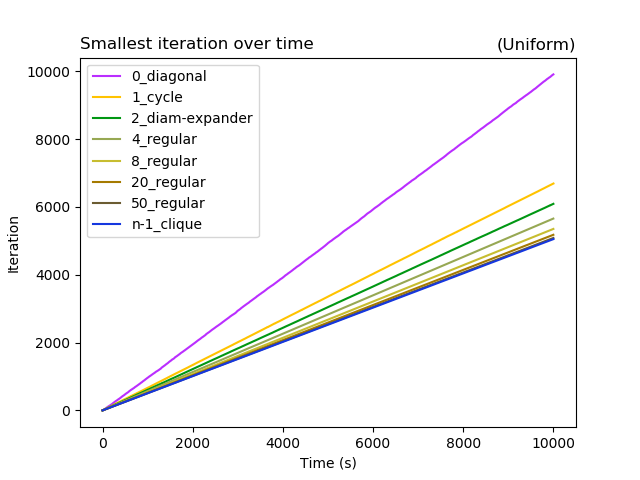 Smallest iteration over time
(Uniform)
10000
8000
6000
4000
2000
0
Iteration
0_diagonal
1_cycle
2_diam-expander
4_regular
8_regular
20_regular
50_regular
n-1_clique
0 2000 4000 6000 8000 10000
Time (s)